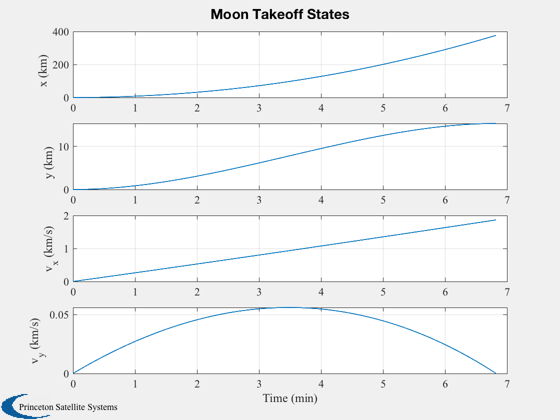 Moon Takeoff States
400
200
0
x (km)
0 1 2 3 4 5 6 7
10
0
y (km)
0 1 2 3 4 5 6 7
2
1
0
v_x (km/s)
0 1 2 3 4 5 6 7
0.05
0
v_y (km/s)
0 1 2 3 4 5 6 7
Time (min)
Princeton Satellite Systems